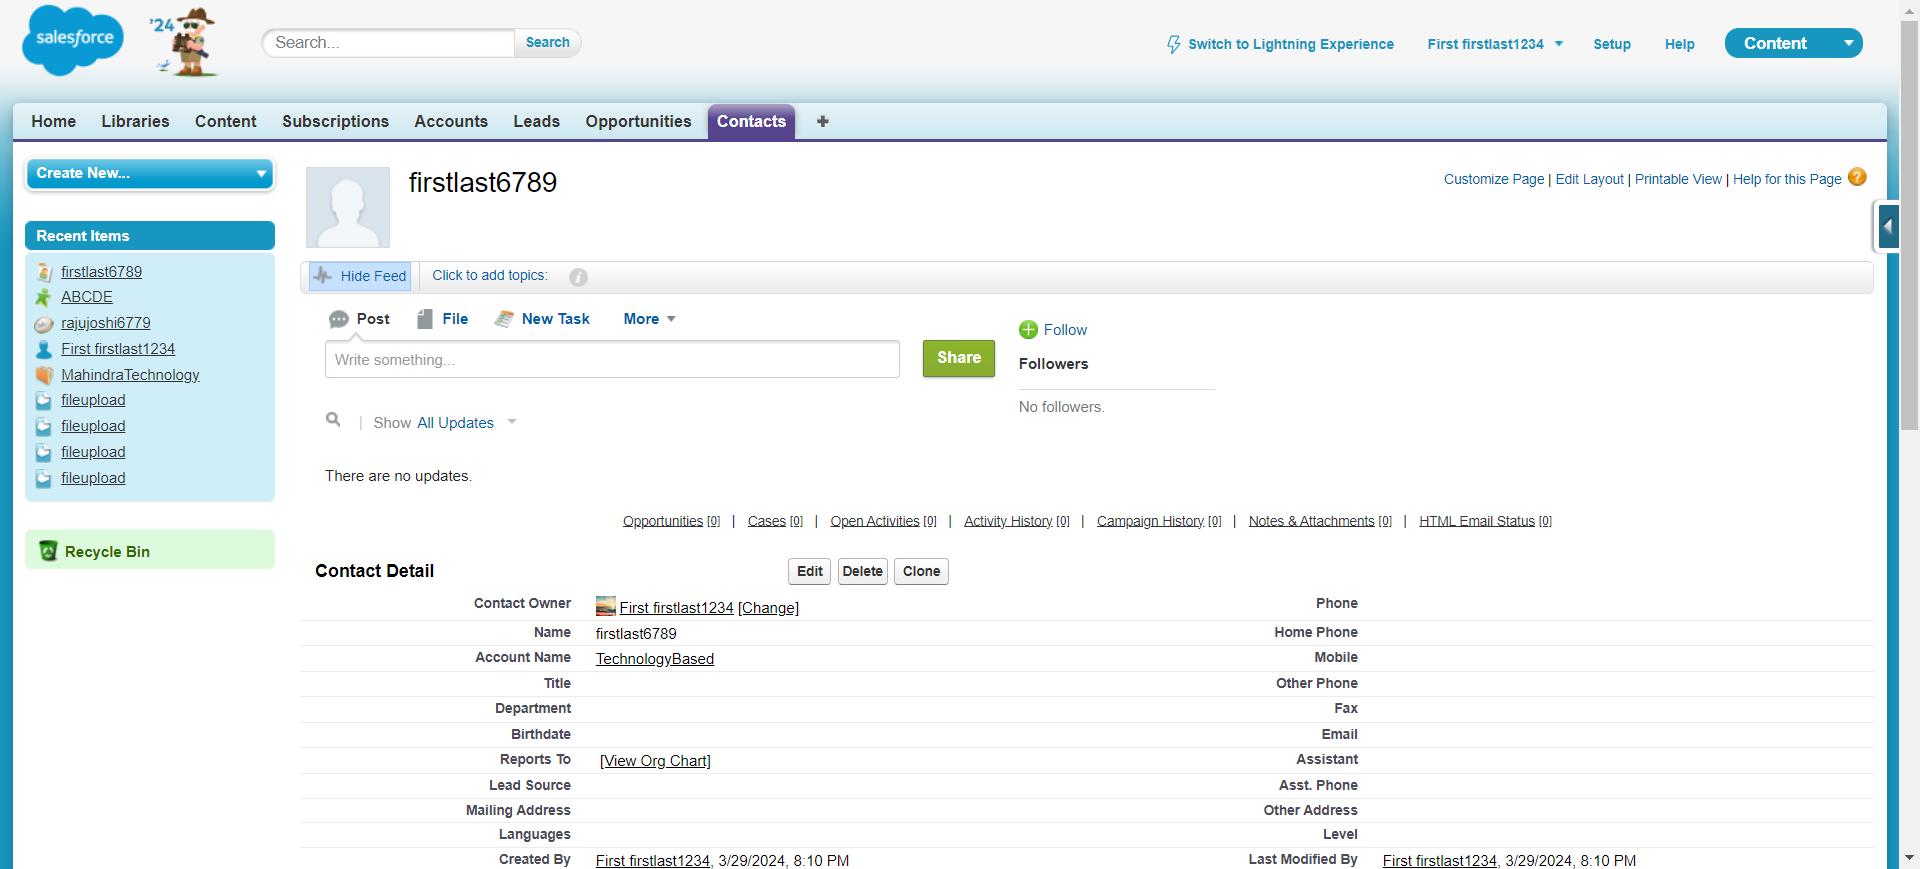 salesforce
'24
Search...
Search
Switch to Lightning Experience
First firstlast1234
Setup
Help
Content
Home
Libraries
Content
Subscriptions
Accounts
Leads
Opportunities
Contacts
Create New...
Recent Items
firstlast6789
ABCDE
rajujoshi6779
First firstlast1234
MahindraTechnology
fileupload
fileupload
fileupload
fileupload
Recycle Bin
firstlast6789
Customize Page | Edit Layout | Printable View | Help for this Page ?
Hide Feed
Click to add topics:
Post
File
New Task
More
Write something...
Share
Follow
Followers
No followers.
Show All Updates
There are no updates.
Opportunities [0] | Cases [0] | Open Activities [0] | Activity History [0] | Campaign History [0] | Notes & Attachments [0] | HTML Email Status [0]
Contact Detail
Edit
Delete
Clone
Contact Owner First firstlast1234 [Change]
Phone
Name firstlast6789
Home Phone
Account Name TechnologyBased
Mobile
Title
Other Phone
Department
Fax
Birthdate
Email
Reports To [View Org Chart]
Assistant
Lead Source
Asst. Phone
Mailing Address
Other Address
Languages
Level
Created By First firstlast1234, 3/29/2024, 8:10 PM
Last Modified By First firstlast1234, 3/29/2024, 8:10 PM